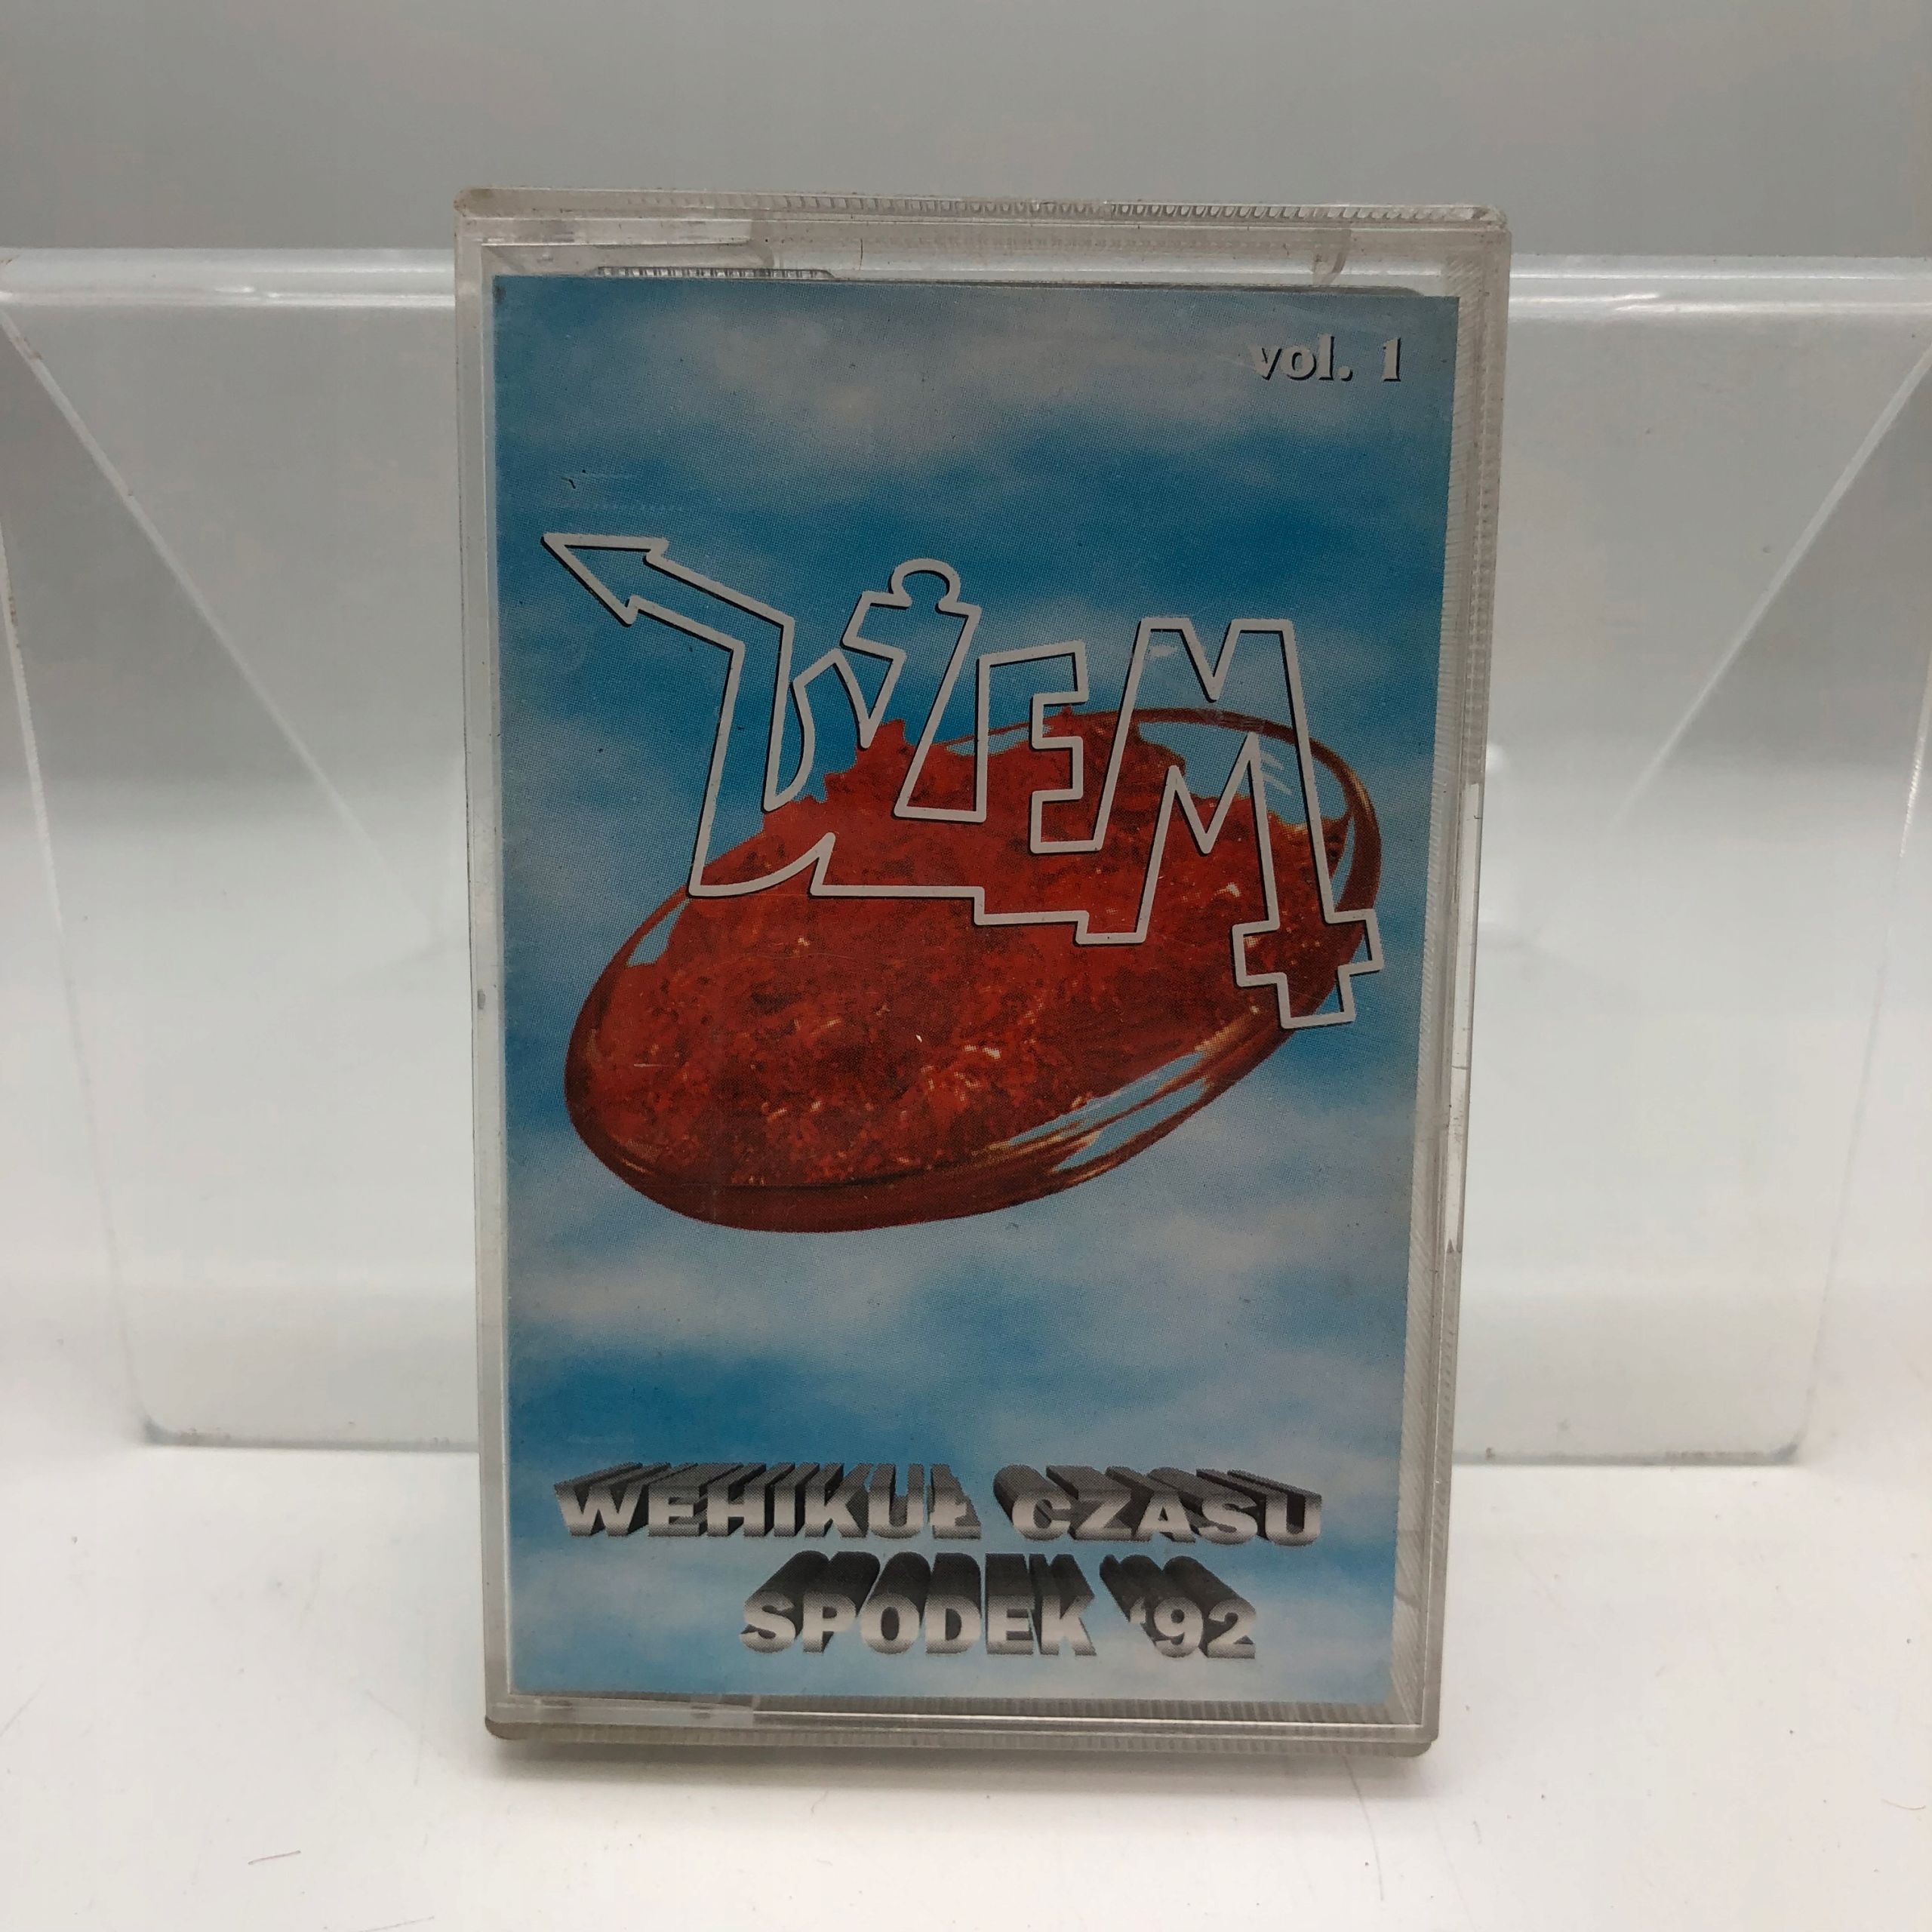 vol. 1
DŻEM
WEHIKUŁ CZASU
SPODEK '92